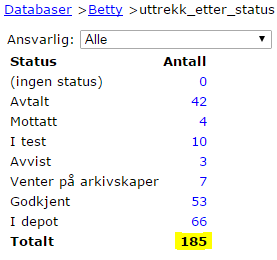 Databaser >Betty >uttrekk_etter_status
Ansvarlig: Alle
Status Antall
(ingen status) 0
Avtalt 42
Mottatt 4
I test 10
Avvist 3
Venter på arkivskaper 7
Godkjent 53
I depot 66
Totalt 185